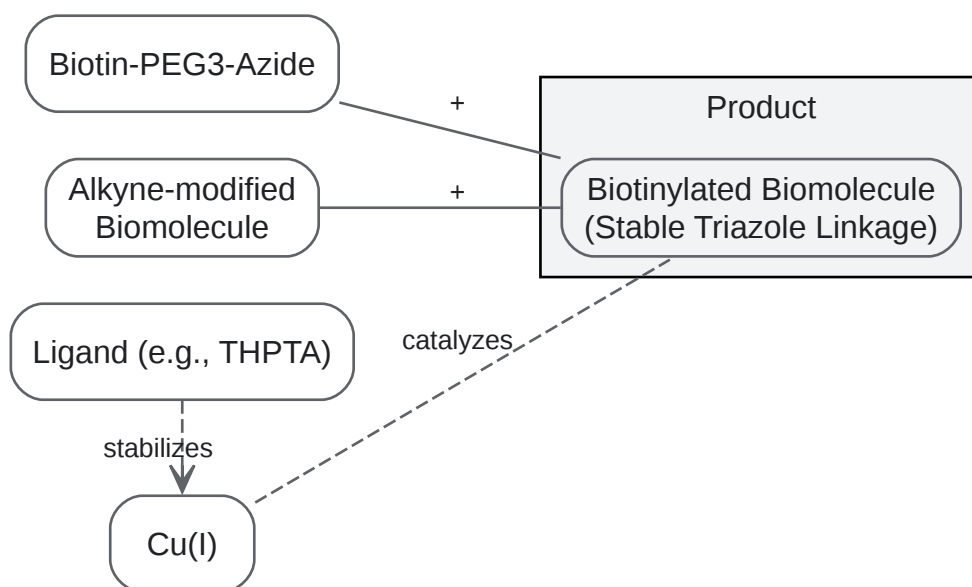 Biotin-PEG3-Azide
+
Product
Alkyne-modified
Biomolecule
+
Biotinylated Biomolecule
(Stable Triazole Linkage)
Ligand (e.g., THPTA)
catalyzes
stabilizes
Cu(I)